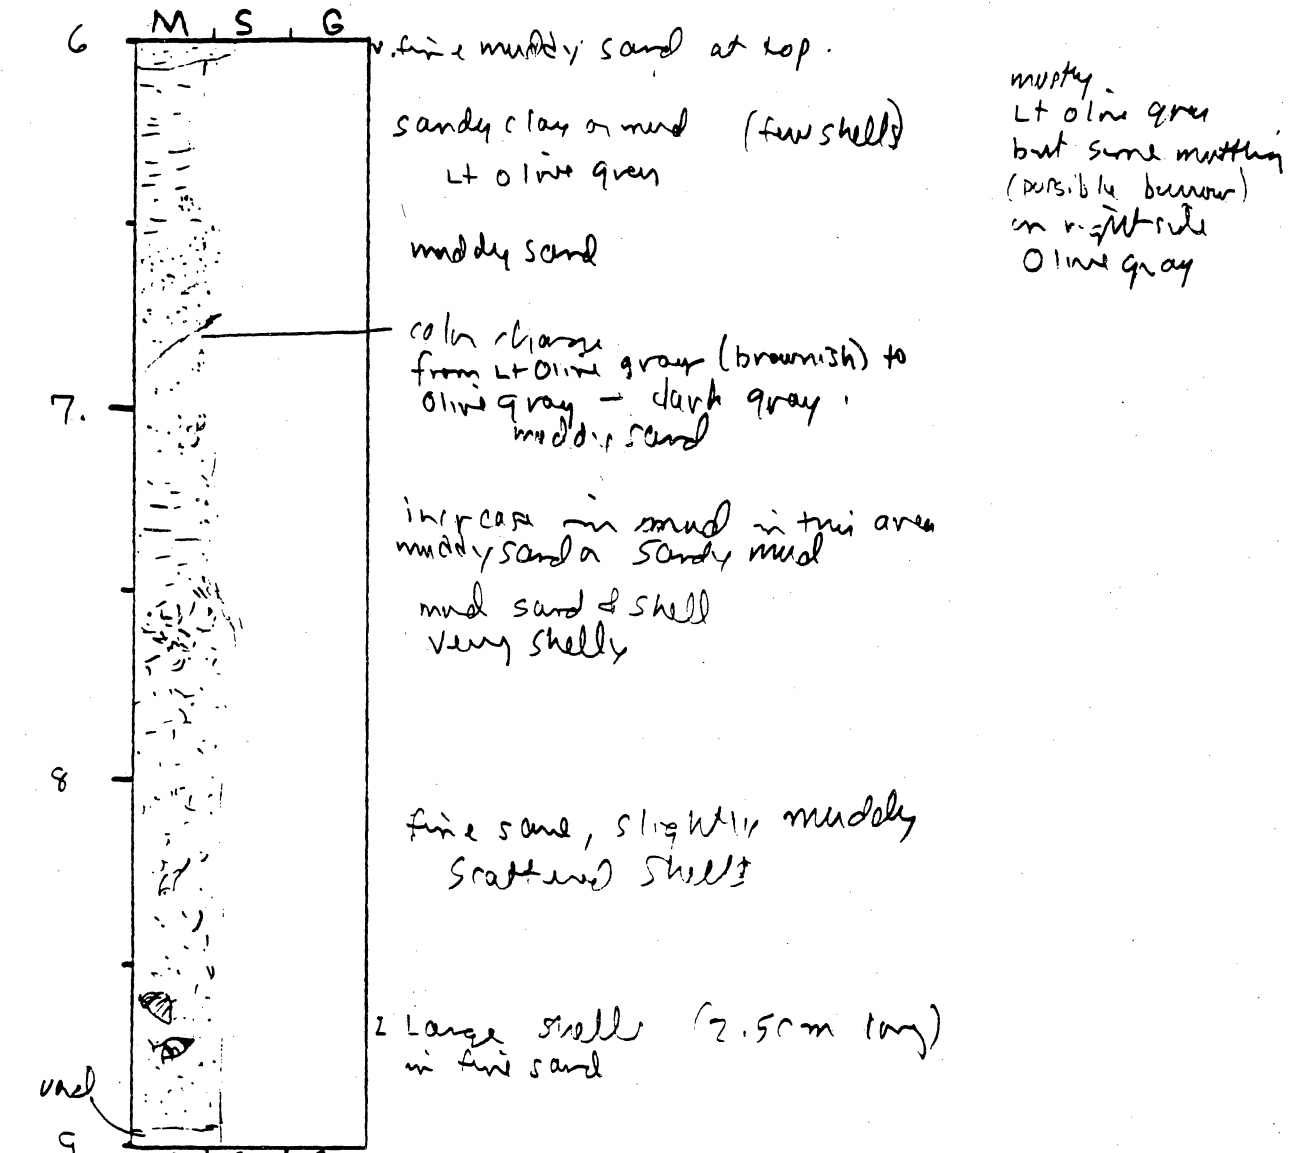 M S G
6
v. fine muddy sand at top.
sandy clay or mud (few shells)
Lt olive gray
mostly
Lt olive gray
but some mottling
(possible burrow)
on right side
Olive gray
muddy sand
color change
from Lt Olive gray (brownish) to
Olive gray - dark gray.
muddy sand
7.
increase in mud in this area
muddy sand or sandy mud
mud sand & shell
very shelly
8
fine sand, slightly muddy
scattered shells
2 Large shells (2.5cm long)
in fine sand
void
9